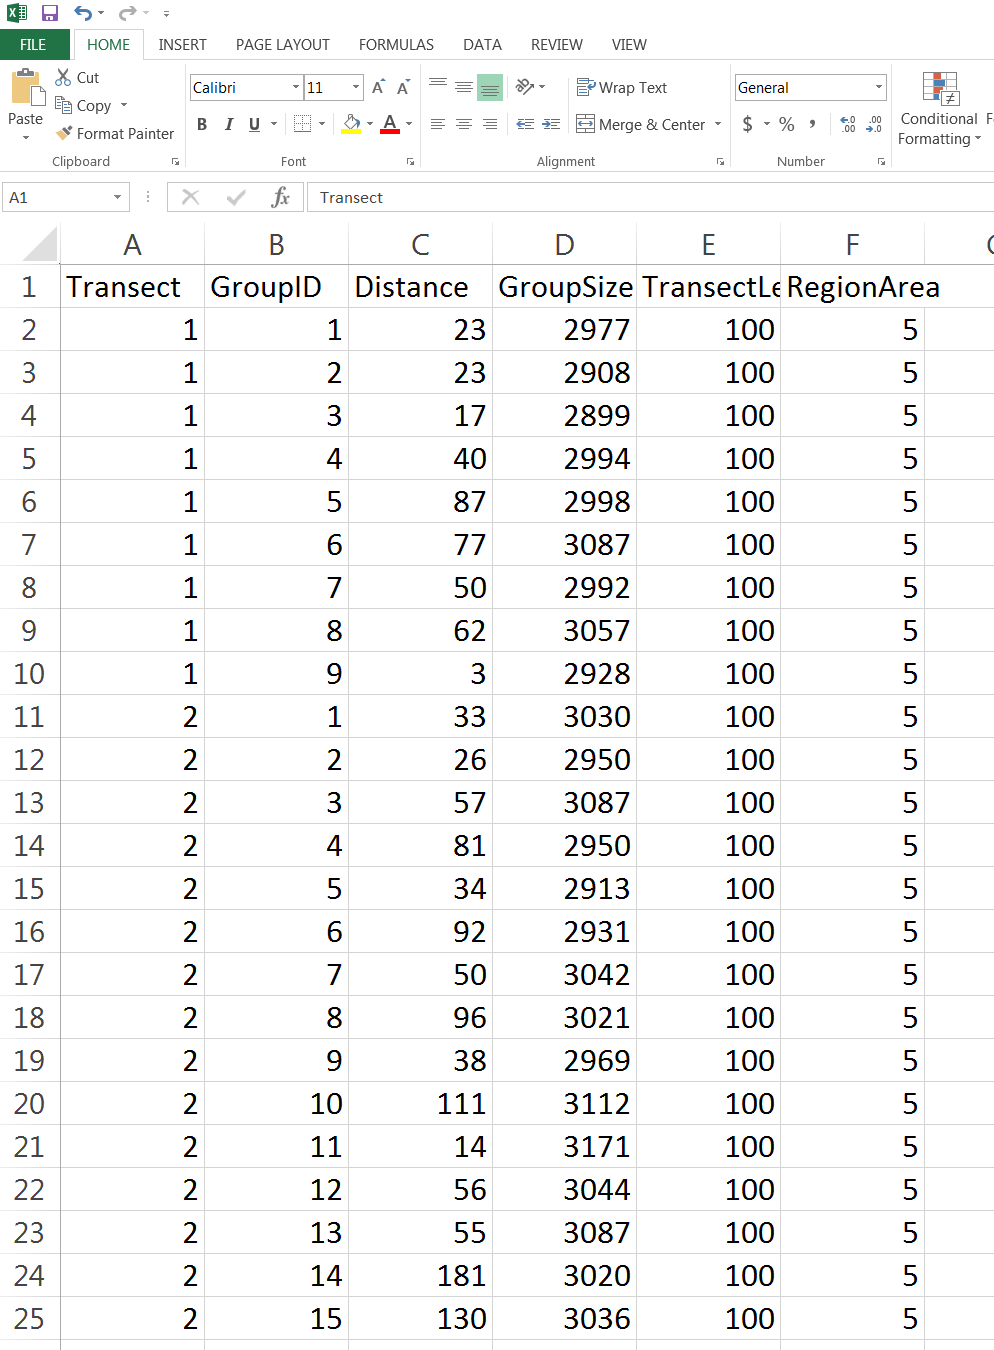 FILE HOME INSERT PAGE LAYOUT FORMULAS DATA REVIEW VIEW
Paste
Cut
Copy
Format Painter
Clipboard
Calibri 11 A A
B I U A
Font
Wrap Text
Merge & Center
Alignment
General
$ % , .0 .00 .00 .0
Number
Conditional
Formatting
A1 fx Transect
A B C D E F
1 Transect GroupID Distance GroupSize TransectLe RegionArea
2 1 1 23 2977 100 5
3 1 2 23 2908 100 5
4 1 3 17 2899 100 5
5 1 4 40 2994 100 5
6 1 5 87 2998 100 5
7 1 6 77 3087 100 5
8 1 7 50 2992 100 5
9 1 8 62 3057 100 5
10 1 9 3 2928 100 5
11 2 1 33 3030 100 5
12 2 2 26 2950 100 5
13 2 3 57 3087 100 5
14 2 4 81 2950 100 5
15 2 5 34 2913 100 5
16 2 6 92 2931 100 5
17 2 7 50 3042 100 5
18 2 8 96 3021 100 5
19 2 9 38 2969 100 5
20 2 10 111 3112 100 5
21 2 11 14 3171 100 5
22 2 12 56 3044 100 5
23 2 13 55 3087 100 5
24 2 14 181 3020 100 5
25 2 15 130 3036 100 5